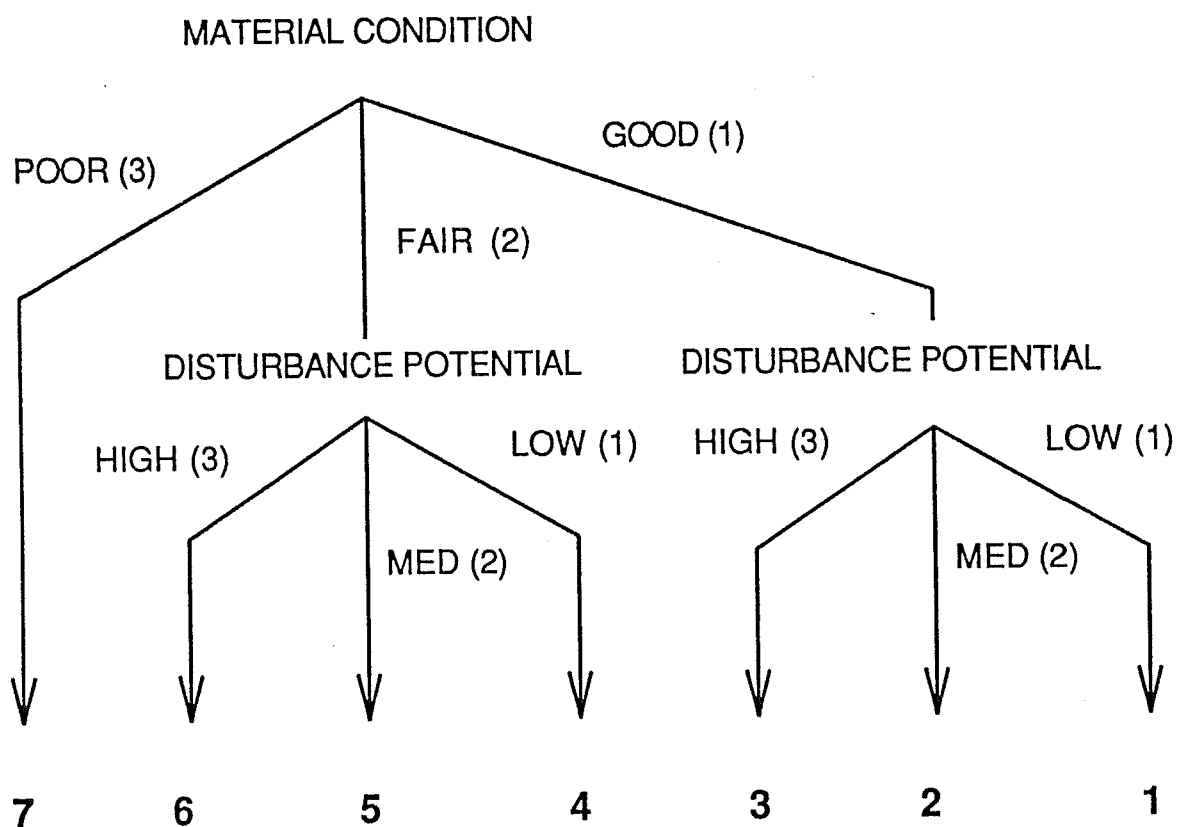 MATERIAL CONDITION
GOOD (1)
POOR (3)
FAIR (2)
DISTURBANCE POTENTIAL
DISTURBANCE POTENTIAL
HIGH (3)
LOW (1)
HIGH (3)
LOW (1)
MED (2)
MED (2)
7 6 5 4 3 2 1